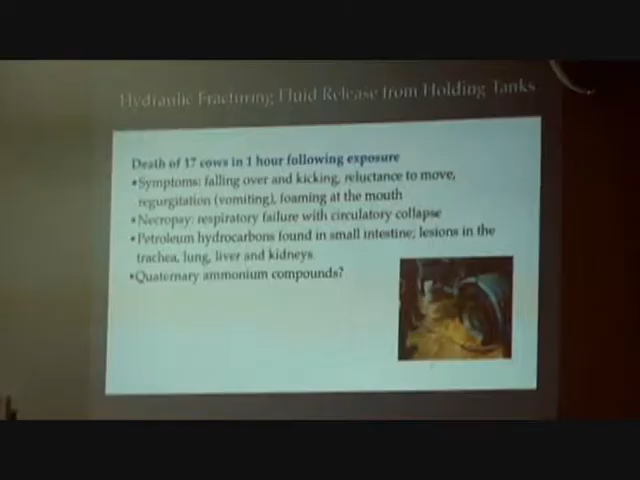 Hydraulic Fracturing Fluid Release from Holding Tanks
Death of 17 cows in 1 hour following exposure
•Symptoms: falling over and kicking, reluctance to move,
regurgitation (vomiting), foaming at the mouth
•Necropsy: respiratory failure with circulatory collapse
•Petroleum hydrocarbons found in small intestine; lesions in the
trachea, lung, liver and kidneys
•Quaternary ammonium compounds?